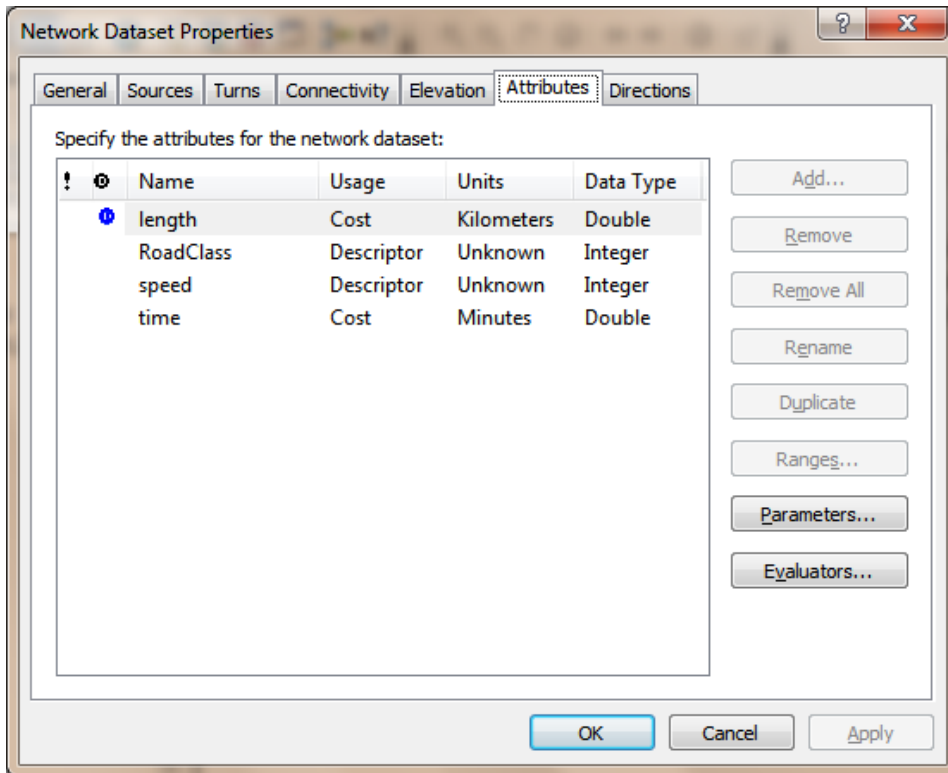 Network Dataset Properties
General Sources Turns Connectivity Elevation Attributes Directions
Specify the attributes for the network dataset:
! Name Usage Units Data Type
length Cost Kilometers Double
RoadClass Descriptor Unknown Integer
speed Descriptor Unknown Integer
time Cost Minutes Double
Add...
Remove
Remove All
Rename
Duplicate
Ranges...
Parameters...
Evaluators...
OK Cancel Apply